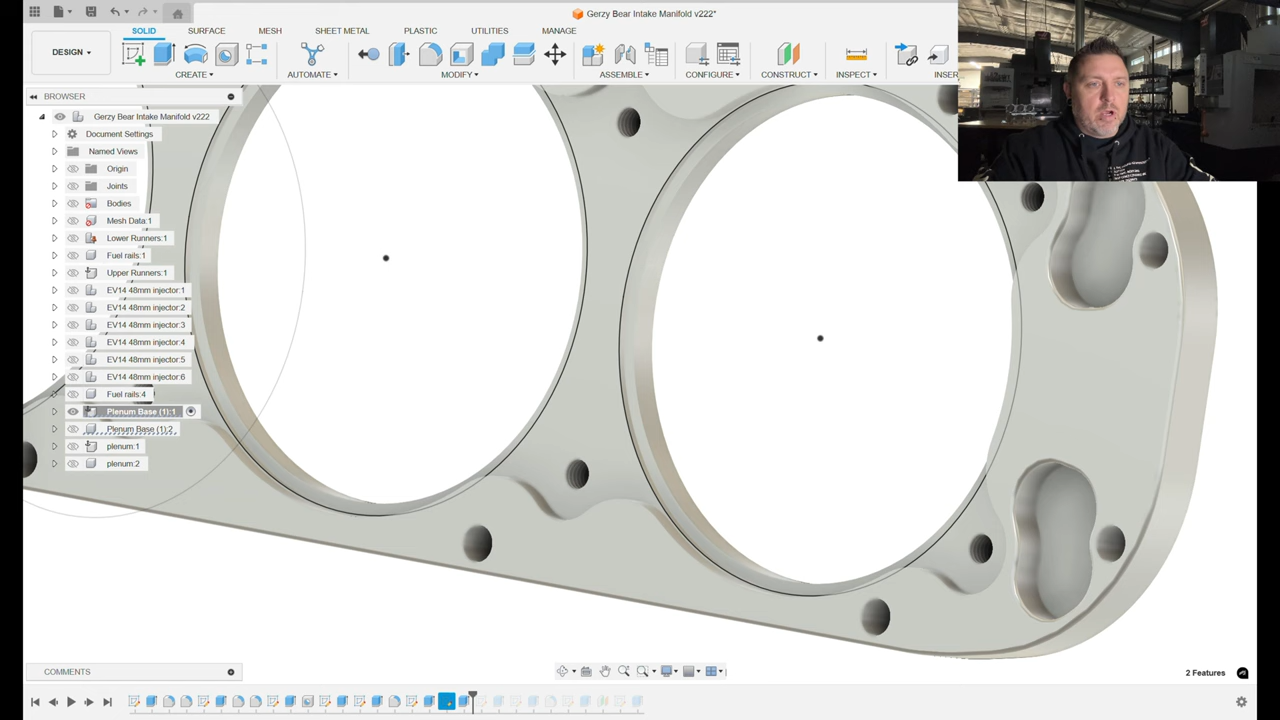 Gerzy Bear Intake Manifold v222*
SOLID SURFACE MESH SHEET METAL PLASTIC UTILITIES MANAGE
DESIGN
CREATE AUTOMATE MODIFY ASSEMBLE CONFIGURE CONSTRUCT INSPECT INSER
BROWSER
Gerzy Bear Intake Manifold v222
Document Settings
Named Views
Origin
Joints
Bodies
Mesh Data:1
Lower Runners:1
Fuel rails:1
Upper Runners:1
EV14 48mm injector:1
EV14 48mm injector:2
EV14 48mm injector:3
EV14 48mm injector:4
EV14 48mm injector:5
EV14 48mm injector:6
Fuel rails:4
Plenum Base (1):1
Plenum Base (1):2
plenum:1
plenum:2
COMMENTS
2 Features